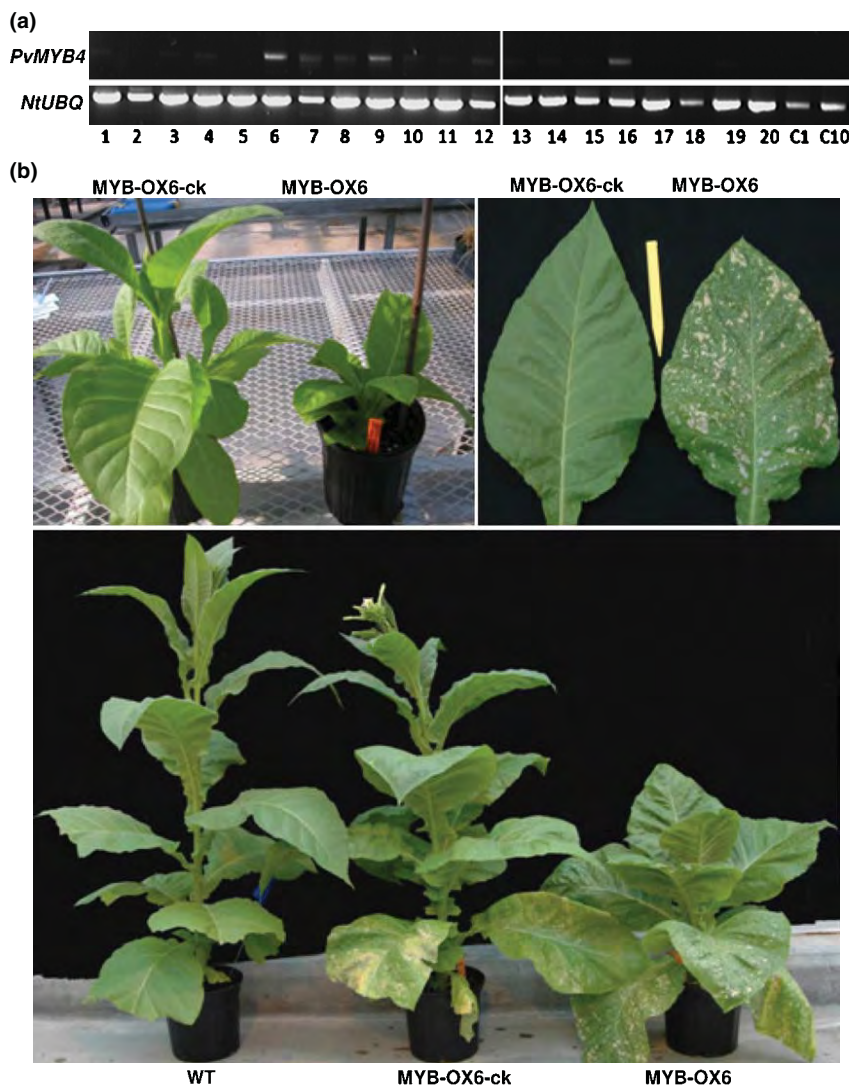 (a)
PvMYB4
NtUBQ
1 2 3 4 5 6 7 8 9 10 11 12 13 14 15 16 17 18 19 20 C1 C10
(b)
MYB-OX6-ck MYB-OX6 MYB-OX6-ck MYB-OX6
WT MYB-OX6-ck MYB-OX6